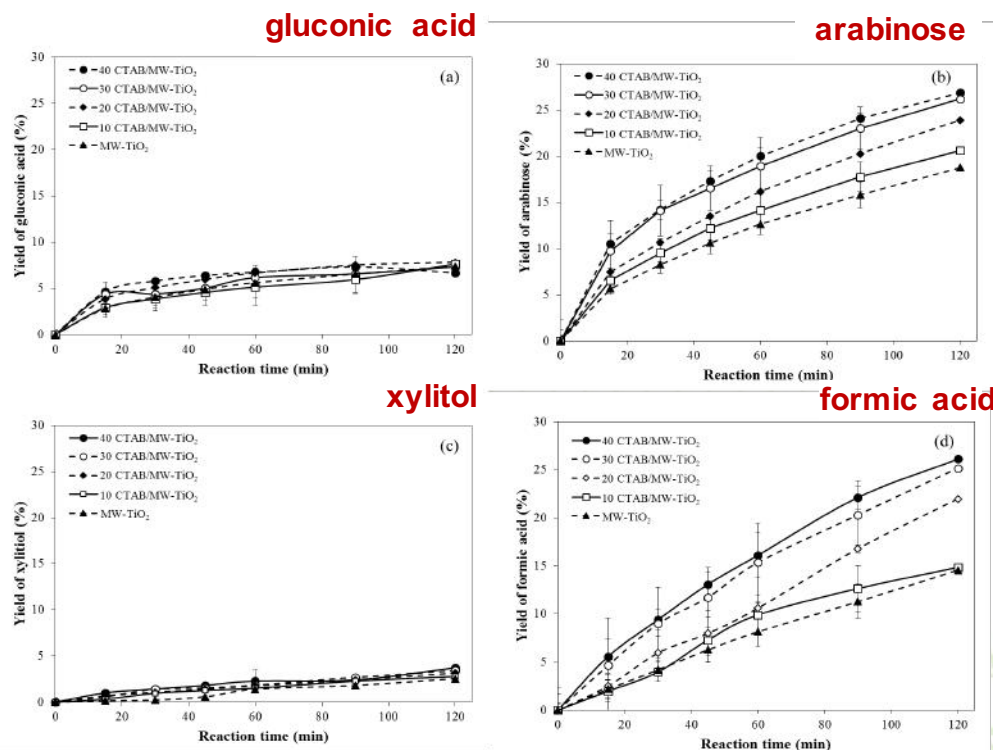 gluconic acid
30
25
20
15
10
5
0
Yield of gluconic acid (%)
40 CTAB/MW-TiO₂
30 CTAB/MW-TiO₂
20 CTAB/MW-TiO₂
10 CTAB/MW-TiO₂
MW-TiO₂
(a)
0 20 40 60 80 100 120
Reaction time (min)
arabinose
30
25
20
15
10
5
0
Yield of arabinose (%)
40 CTAB/MW-TiO₂
30 CTAB/MW-TiO₂
20 CTAB/MW-TiO₂
10 CTAB/MW-TiO₂
MW-TiO₂
(b)
0 20 40 60 80 100 120
Reaction time (min)
xylitol
30
25
20
15
10
5
0
Yield of xylitiol (%)
40 CTAB/MW-TiO₂
30 CTAB/MW-TiO₂
20 CTAB/MW-TiO₂
10 CTAB/MW-TiO₂
MW-TiO₂
(c)
0 20 40 60 80 100 120
Reaction time (min)
formic acid
30
25
20
15
10
5
0
Yield of formic acid (%)
40 CTAB/MW-TiO₂
30 CTAB/MW-TiO₂
20 CTAB/MW-TiO₂
10 CTAB/MW-TiO₂
MW-TiO₂
(d)
0 20 40 60 80 100 120
Reaction time (min)